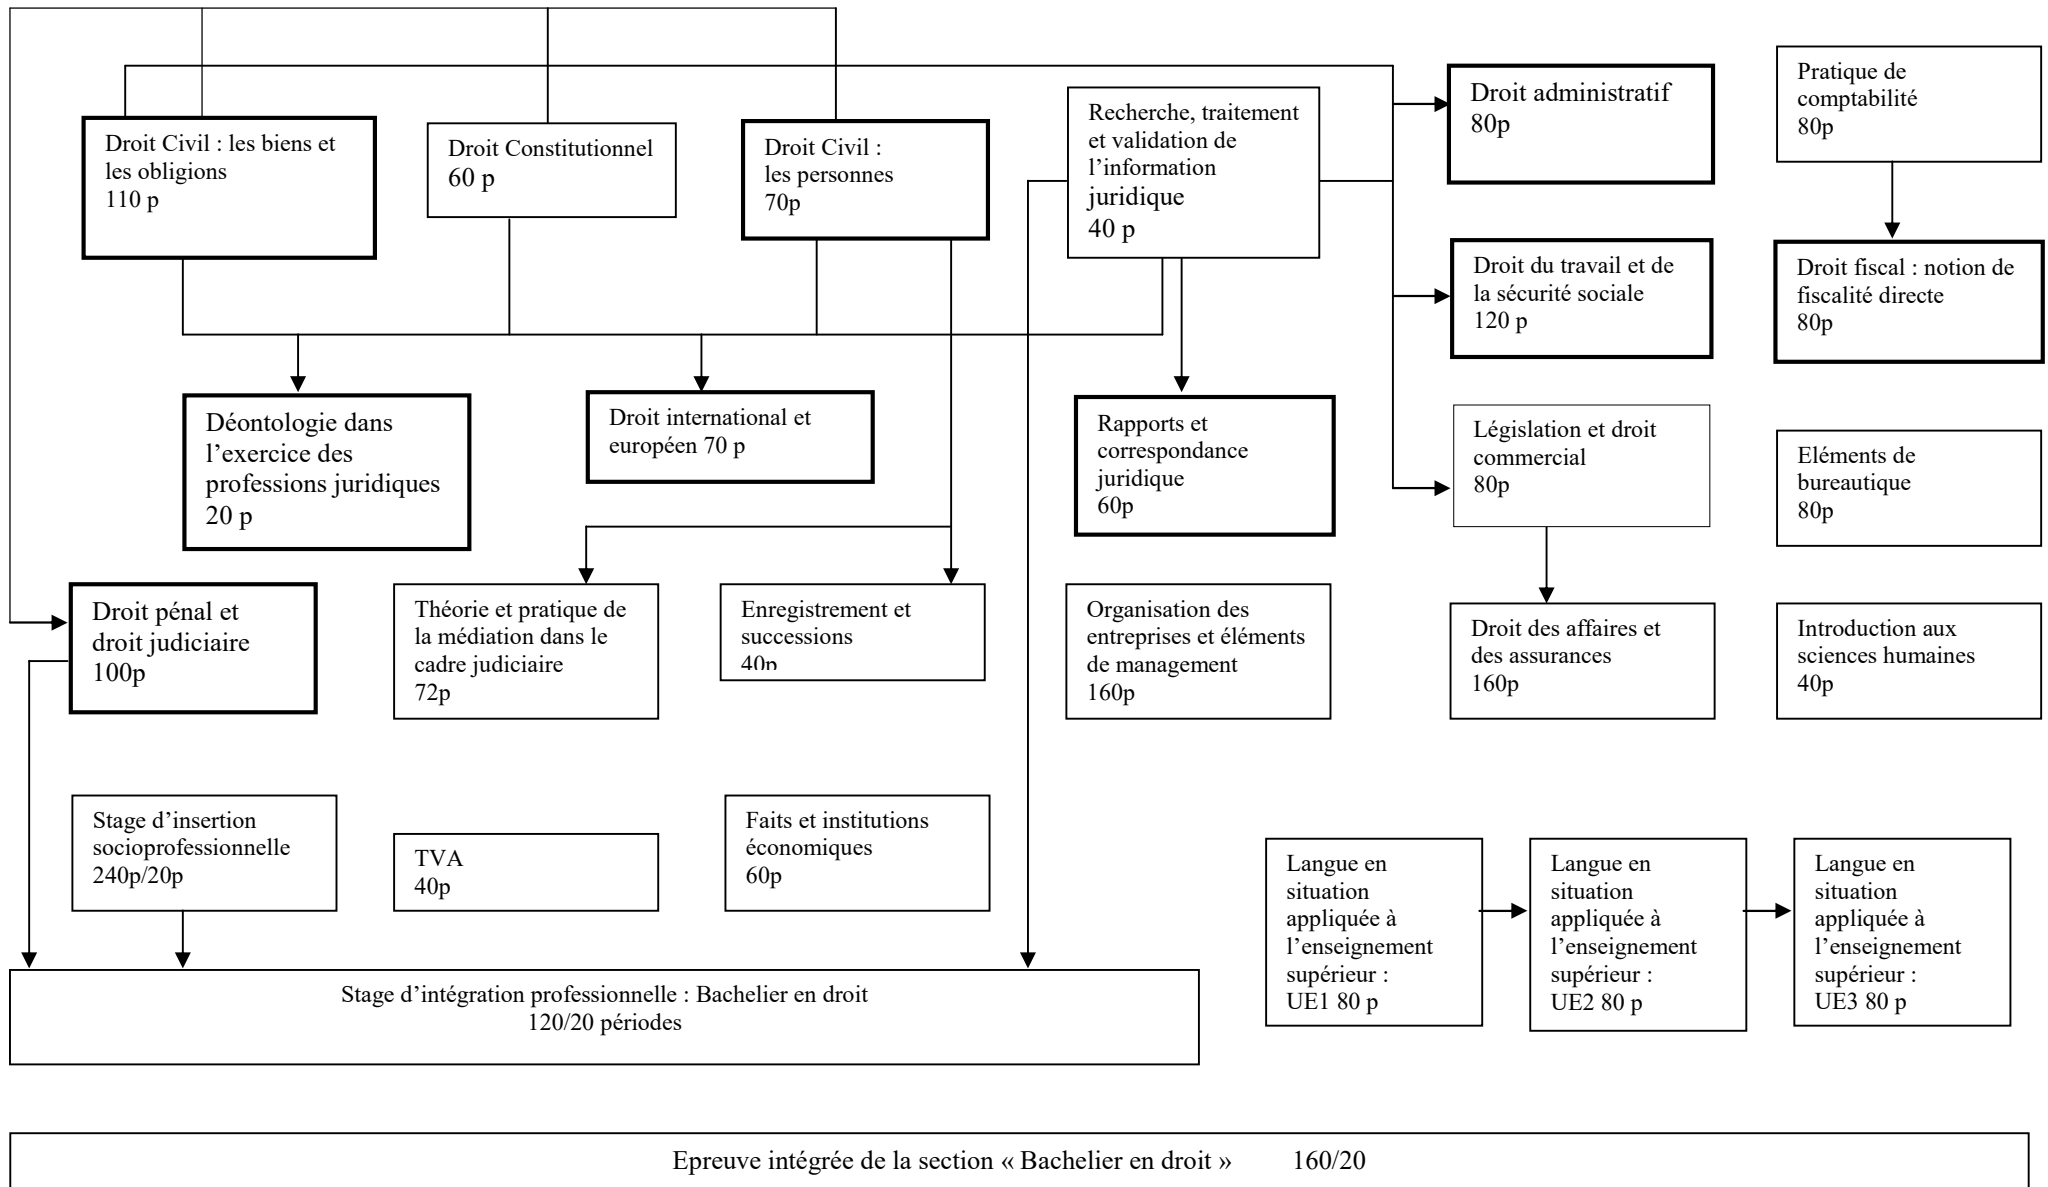 Droit Civil : les biens et
les obligions
110 p
Droit Constitutionnel
60 p
Droit Civil :
les personnes
70p
Recherche, traitement
et validation de
l’information
juridique
40 p
Droit administratif
80p
Pratique de
comptabilité
80p
Droit du travail et de
la sécurité sociale
120 p
Droit fiscal : notion de
fiscalité directe
80p
Déontologie dans
l’exercice des
professions juridiques
20 p
Droit international et
européen 70 p
Rapports et
correspondance
juridique
60p
Législation et droit
commercial
80p
Eléments de
bureautique
80p
Droit pénal et
droit judiciaire
100p
Théorie et pratique de
la médiation dans le
cadre judiciaire
72p
Enregistrement et
successions
40p
Organisation des
entreprises et éléments
de management
160p
Droit des affaires et
des assurances
160p
Introduction aux
sciences humaines
40p
Stage d’insertion
socioprofessionnelle
240p/20p
TVA
40p
Faits et institutions
économiques
60p
Langue en
situation
appliquée à
l’enseignement
supérieur :
UE1 80 p
Langue en
situation
appliquée à
l’enseignement
supérieur :
UE2 80 p
Langue en
situation
appliquée à
l’enseignement
supérieur :
UE3 80 p
Stage d’intégration professionnelle : Bachelier en droit
120/20 périodes
Epreuve intégrée de la section « Bachelier en droit » 160/20